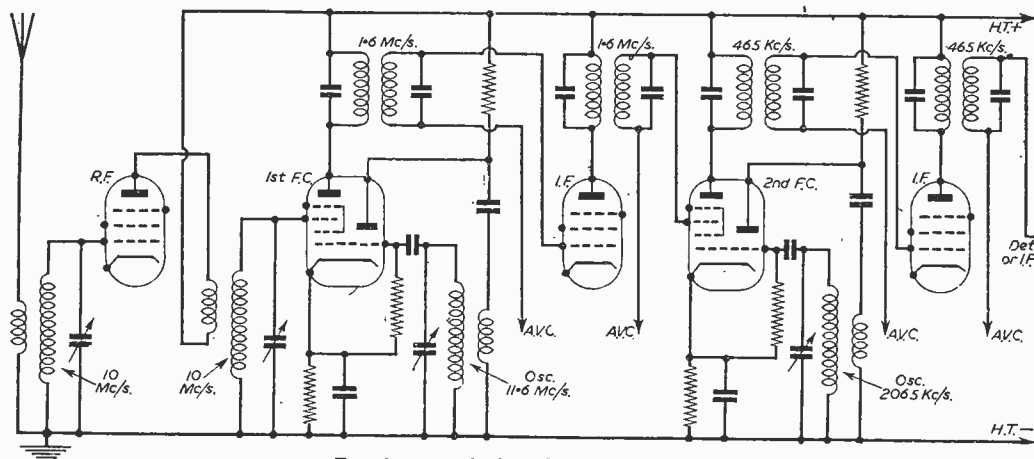 1·6 Mc/s.
1·6 Mc/s.
465 Kc/s.
465 Kc/s.
H.T.+
R.F.
1st F.C.
I.F.
2nd F.C.
I.F.
Det.
or I.F.
A.V.C.
A.V.C.
A.V.C.
A.V.C.
10
Mc/s.
10
Mc/s.
Osc.
11·6 Mc/s.
Osc.
2065 Kc/s.
H.T.—